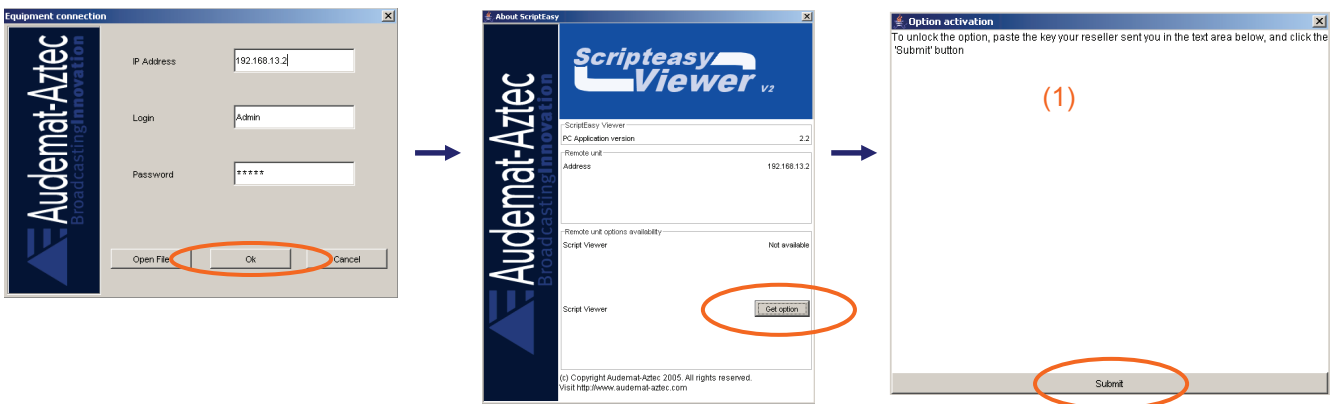 Equipment connection
Audemat-Aztec
BroadcastingInnovation
IP Address
192.168.13.2
Login
Admin
Password
*****
Open File
Ok
Cancel
About ScriptEasy
Audemat-Aztec
BroadcastingInnovation
Scripteasy
Viewer V2
ScriptEasy Viewer
PC Application version 2.2
Remote unit
Address 192.168.13.2
Remote unit options availability
Script Viewer Not available
Script Viewer Get option
(c) Copyright Audemat-Aztec 2005. All rights reserved.
Visit http://www.audemat-aztec.com
Option activation
To unlock the option, paste the key your reseller sent you in the text area below, and click the
'Submit' button
(1)
Submit